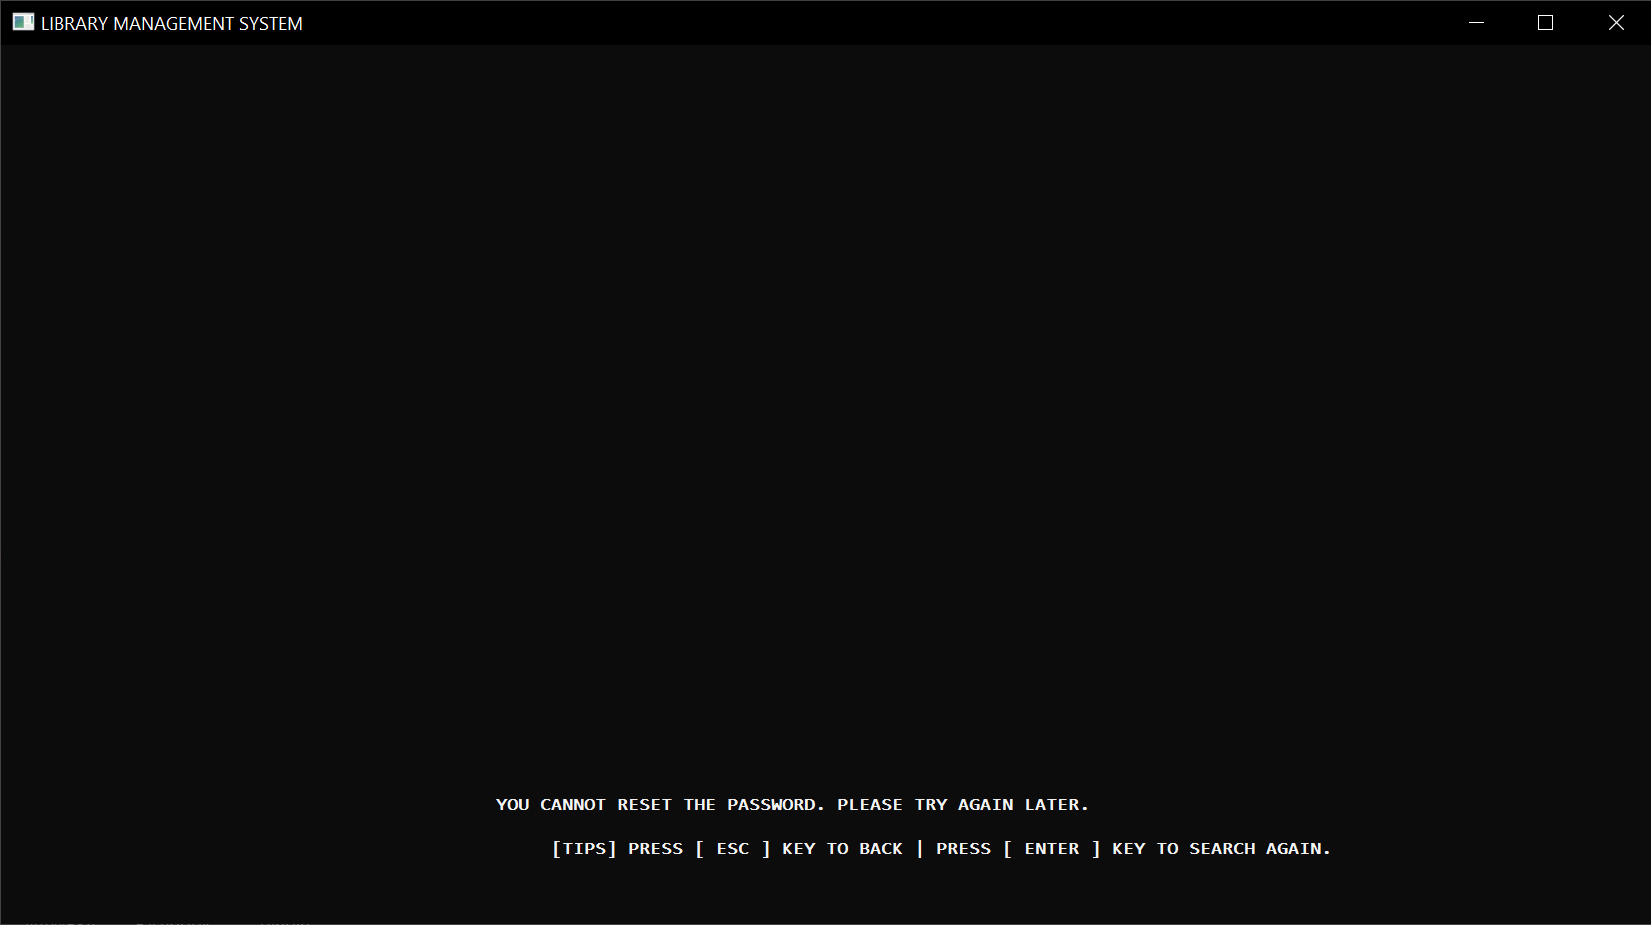 LIBRARY MANAGEMENT SYSTEM
YOU CANNOT RESET THE PASSWORD. PLEASE TRY AGAIN LATER.
[TIPS] PRESS [ ESC ] KEY TO BACK | PRESS [ ENTER ] KEY TO SEARCH AGAIN.